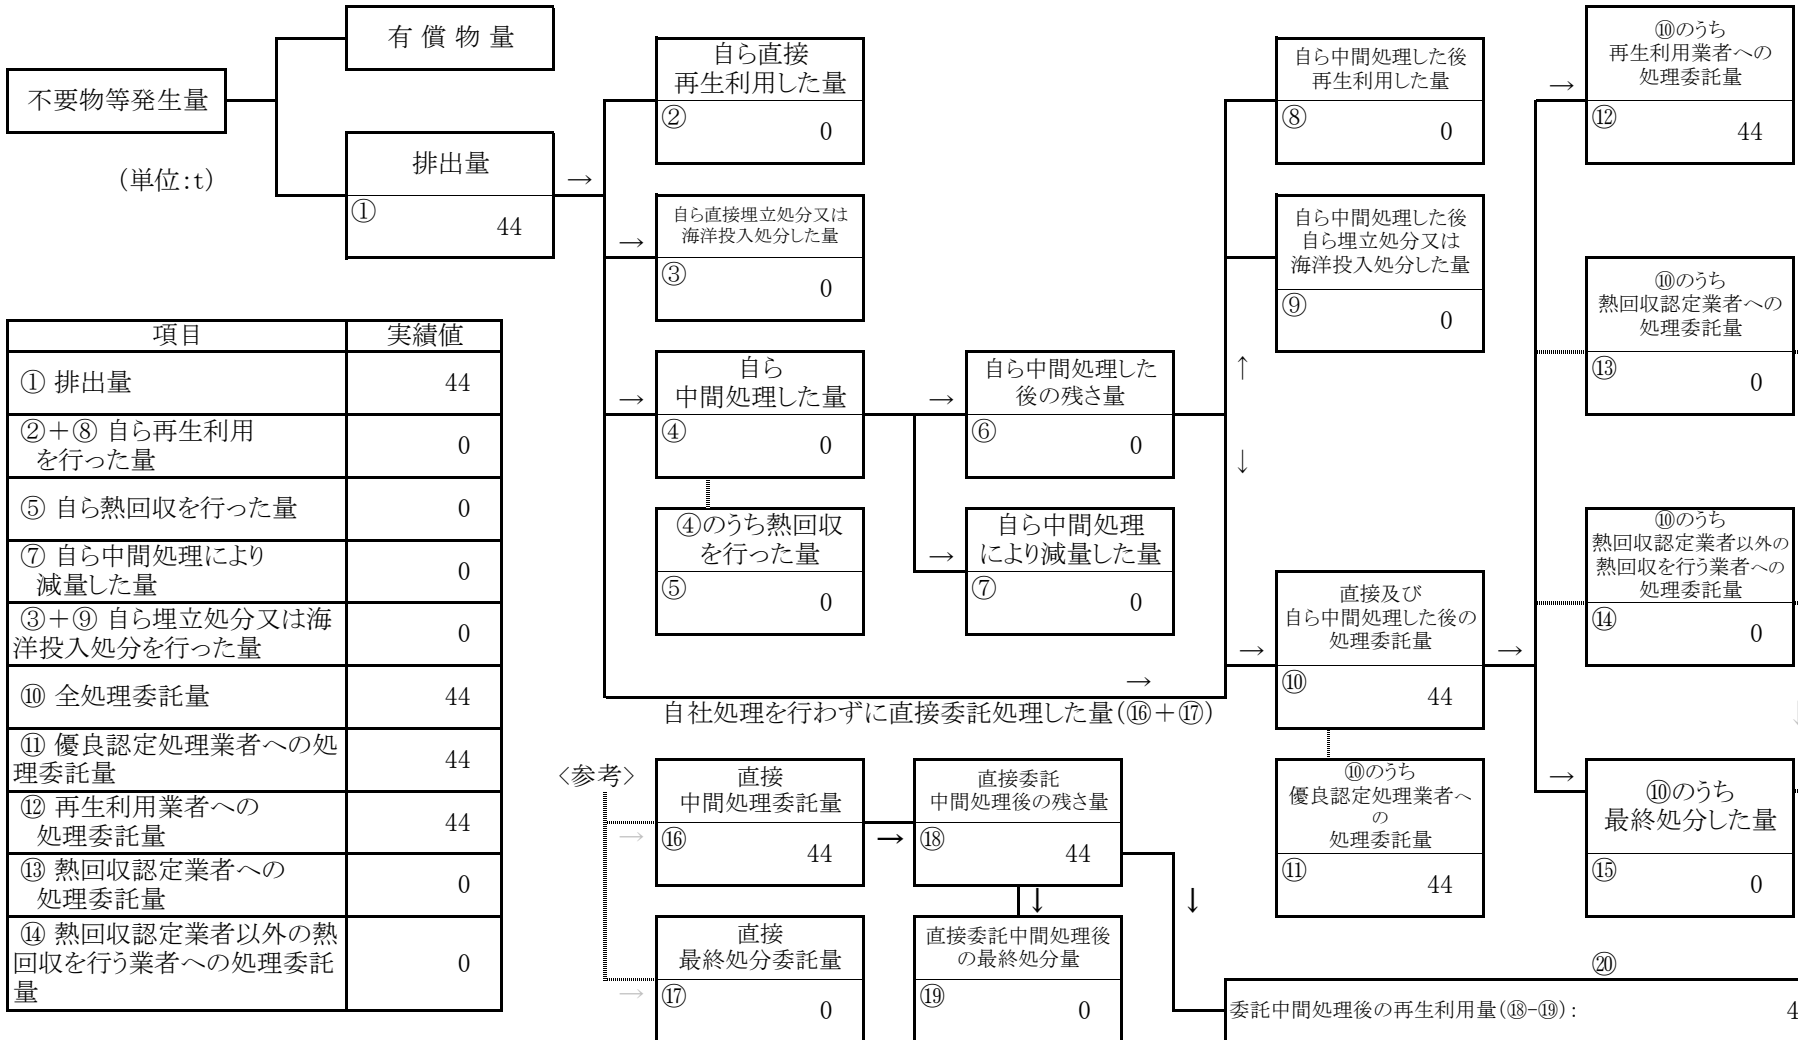 不要物等発生量
(単位:t)
有 償 物 量
排出量
①
44
→
自ら直接
再生利用した量
②
0
→
自ら直接埋立処分又は
海洋投入処分した量
③
0
→
自ら
中間処理した量
④
0
④のうち熱回収
を行った量
⑤
0
→
自ら中間処理した
後の残さ量
⑥
0
→
自ら中間処理
により減量した量
⑦
0
自ら中間処理した後
再生利用した量
⑧
0
自ら中間処理した後
自ら埋立処分又は
海洋投入処分した量
⑨
0
↑
↓
→
直接及び
自ら中間処理した後の
処理委託量
⑩
44
→
⑩のうち
優良認定処理業者へ
の
処理委託量
⑪
44
→
⑩のうち
再生利用業者への
処理委託量
⑫
44
⑩のうち
熱回収認定業者への
処理委託量
⑬
0
⑩のうち
熱回収認定業者以外の
熱回収を行う業者への
処理委託量
⑭
0
→
⑩のうち
最終処分した量
⑮
0
→
自社処理を行わずに直接委託処理した量(⑯+⑰)
項目 実績値
① 排出量 44
②+⑧ 自ら再生利用
を行った量 0
⑤ 自ら熱回収を行った量 0
⑦ 自ら中間処理により
減量した量 0
③+⑨ 自ら埋立処分又は海
洋投入処分を行った量 0
⑩ 全処理委託量 44
⑪ 優良認定処理業者への処
理委託量 44
⑫ 再生利用業者への
処理委託量 44
⑬ 熱回収認定業者への
処理委託量 0
⑭ 熱回収認定業者以外の熱
回収を行う業者への処理委託
量 0
〈参考〉
→
直接
中間処理委託量
⑯
44
→
直接委託
中間処理後の残さ量
⑱
44
↓
↓
→
直接
最終処分委託量
⑰
0
直接委託中間処理後
の最終処分量
⑲
0
⑳
委託中間処理後の再生利用量(⑱-⑲):